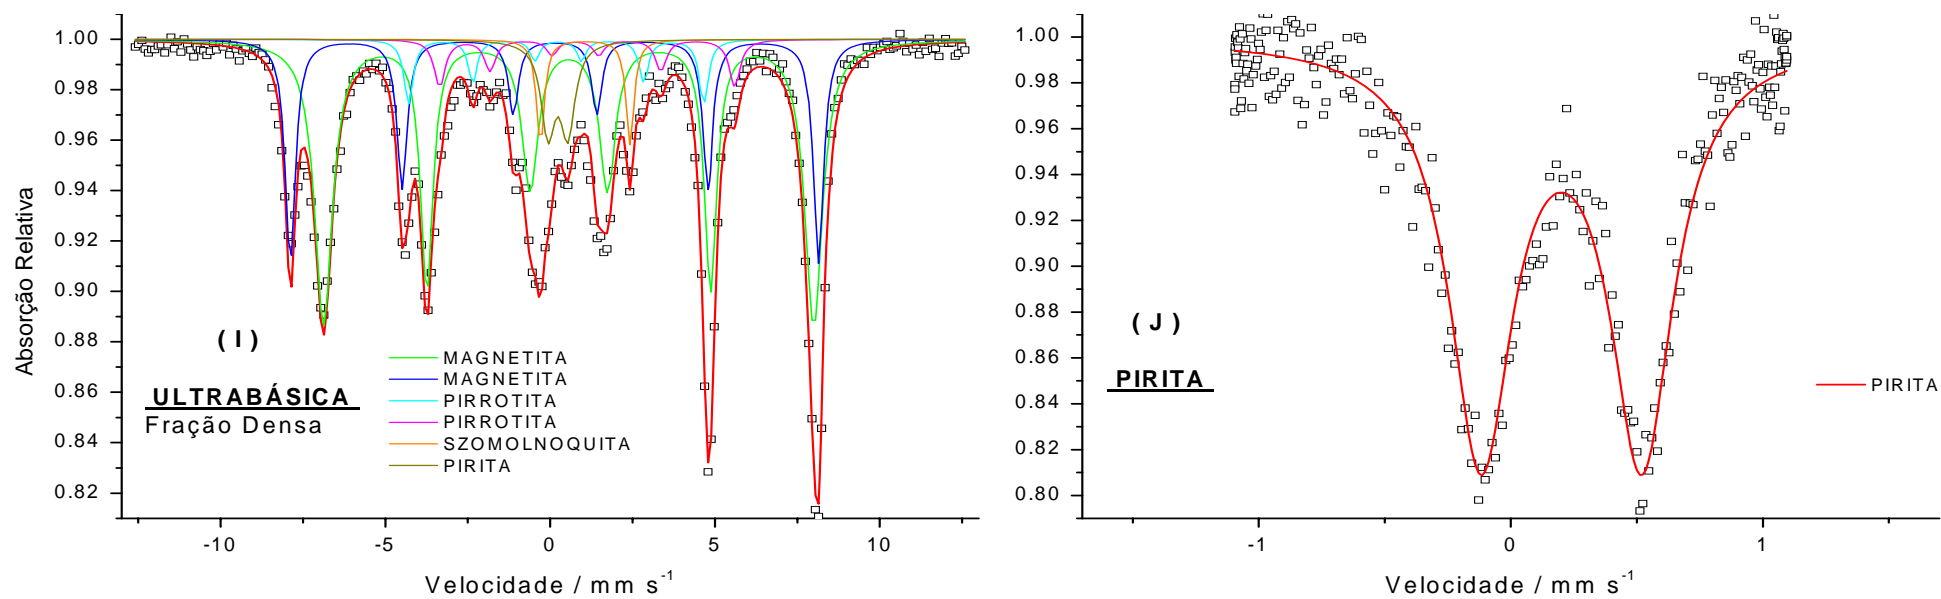 1.00
0.98
0.96
0.94
0.92
0.90
0.88
0.86
0.84
0.82
Absorção Relativa
( I )
ULTRABÁSICA
Fração Densa
MAGNETITA
MAGNETITA
PIRROTITA
PIRROTITA
SZOMOLNOQUITA
PIRITA
-10 -5 0 5 10
Velocidade / mm s-1
1.00
0.98
0.96
0.94
0.92
0.90
0.88
0.86
0.84
0.82
0.80
( J )
PIRITA
PIRITA
-1 0 1
Velocidade / mm s-1